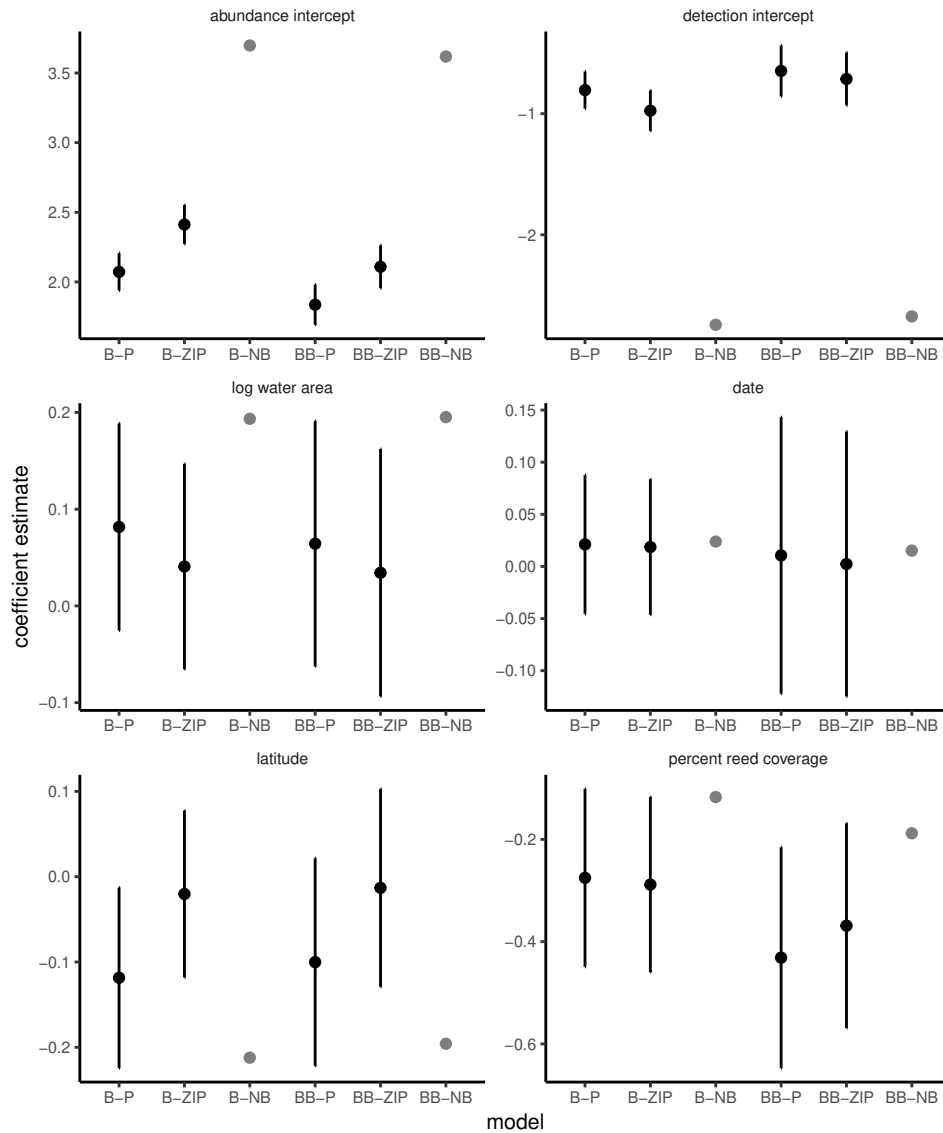 abundance intercept
detection intercept
3.5
3.0
2.5
2.0
−1
−2
B−P B−ZIP B−NB BB−P BB−ZIP BB−NB
B−P B−ZIP B−NB BB−P BB−ZIP BB−NB
log water area
date
coefficient estimate
0.2
0.1
0.0
−0.1
0.15
0.10
0.05
0.00
−0.05
−0.10
B−P B−ZIP B−NB BB−P BB−ZIP BB−NB
B−P B−ZIP B−NB BB−P BB−ZIP BB−NB
latitude
percent reed coverage
0.1
0.0
−0.1
−0.2
−0.2
−0.4
−0.6
B−P B−ZIP B−NB BB−P BB−ZIP BB−NB
B−P B−ZIP B−NB BB−P BB−ZIP BB−NB
model